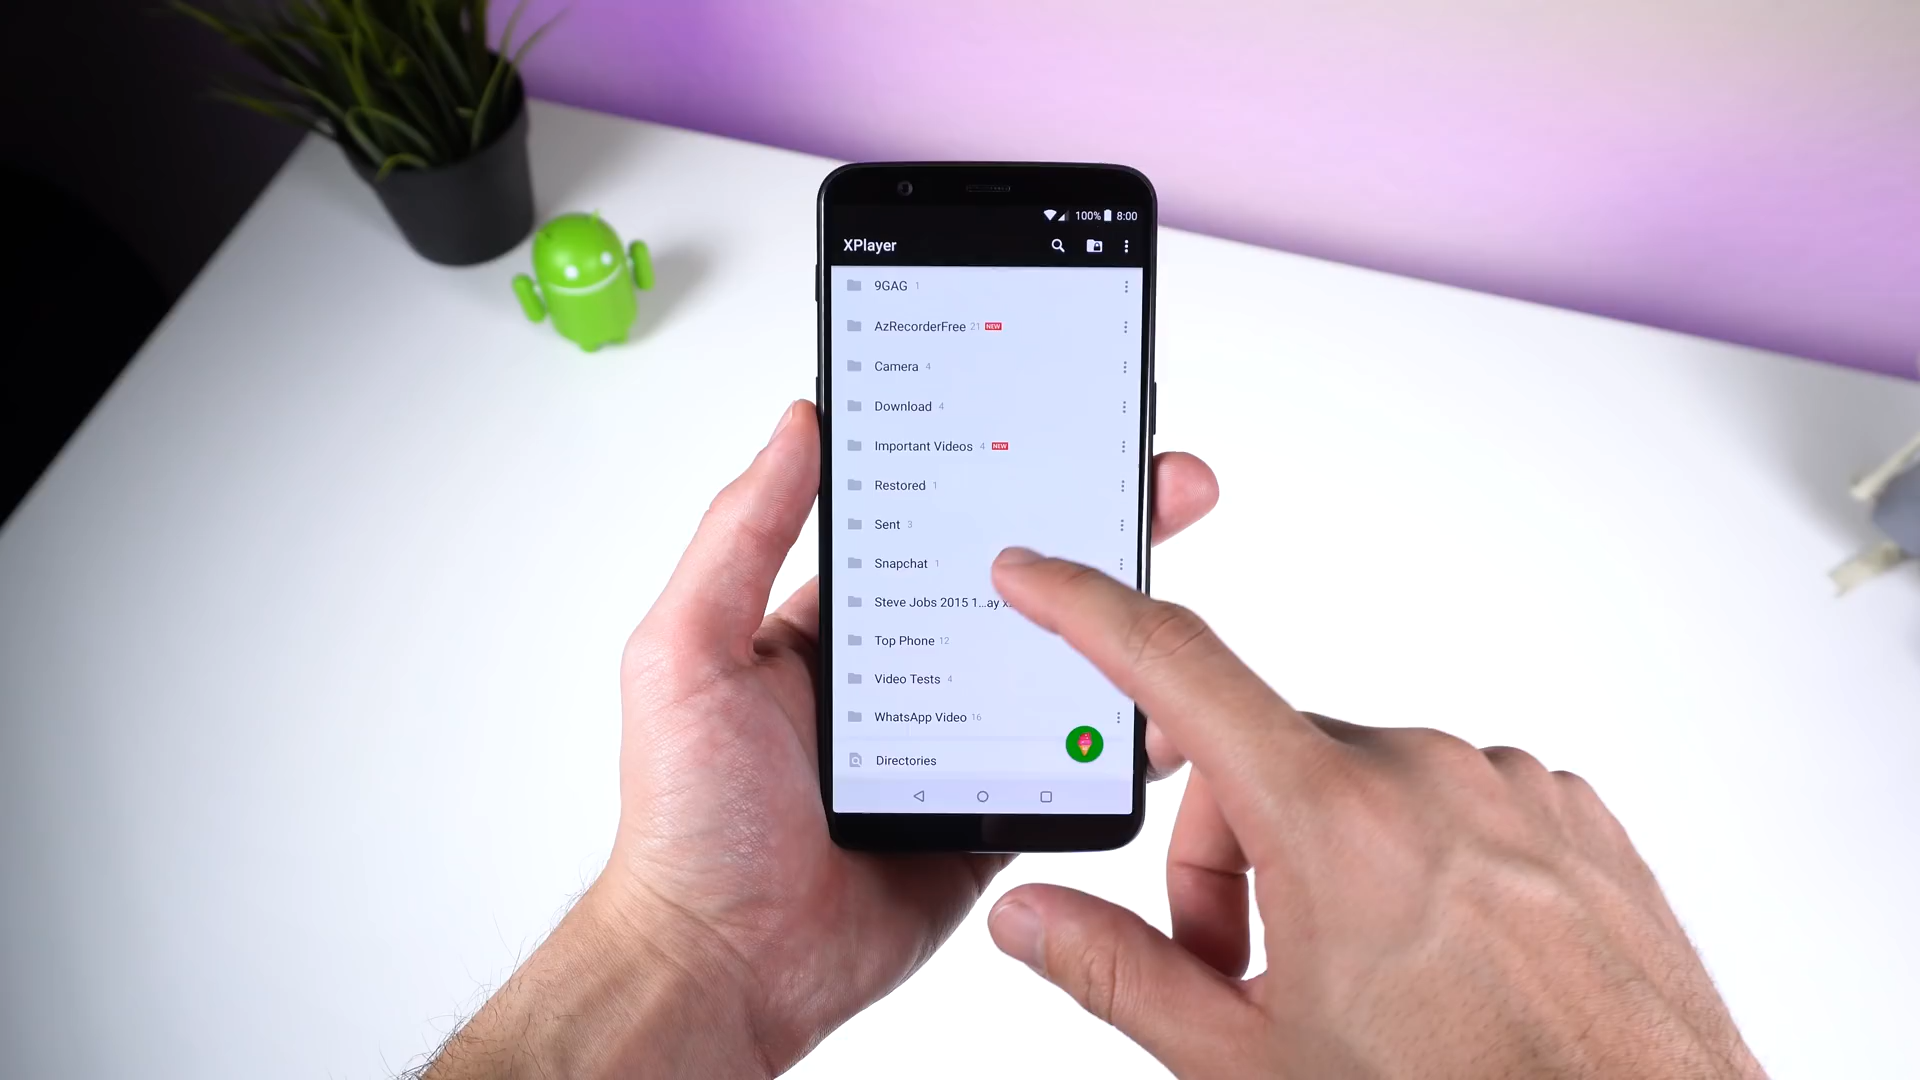 100% 8:00
XPlayer
9GAG 1
AzRecorderFree 21 NEW
Camera 4
Download 4
Important Videos 4 NEW
Restored 1
Sent 3
Snapchat 1
Steve Jobs 2015 1...ay
Top Phone 12
Video Tests 4
WhatsApp Video 16
Directories